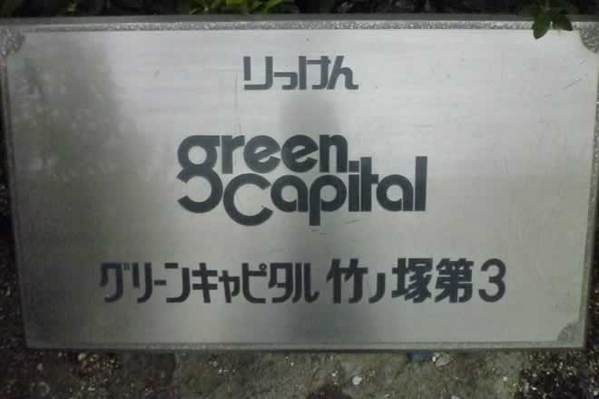 りっけん
green
capital
グリーンキャピタル 竹ノ塚第3